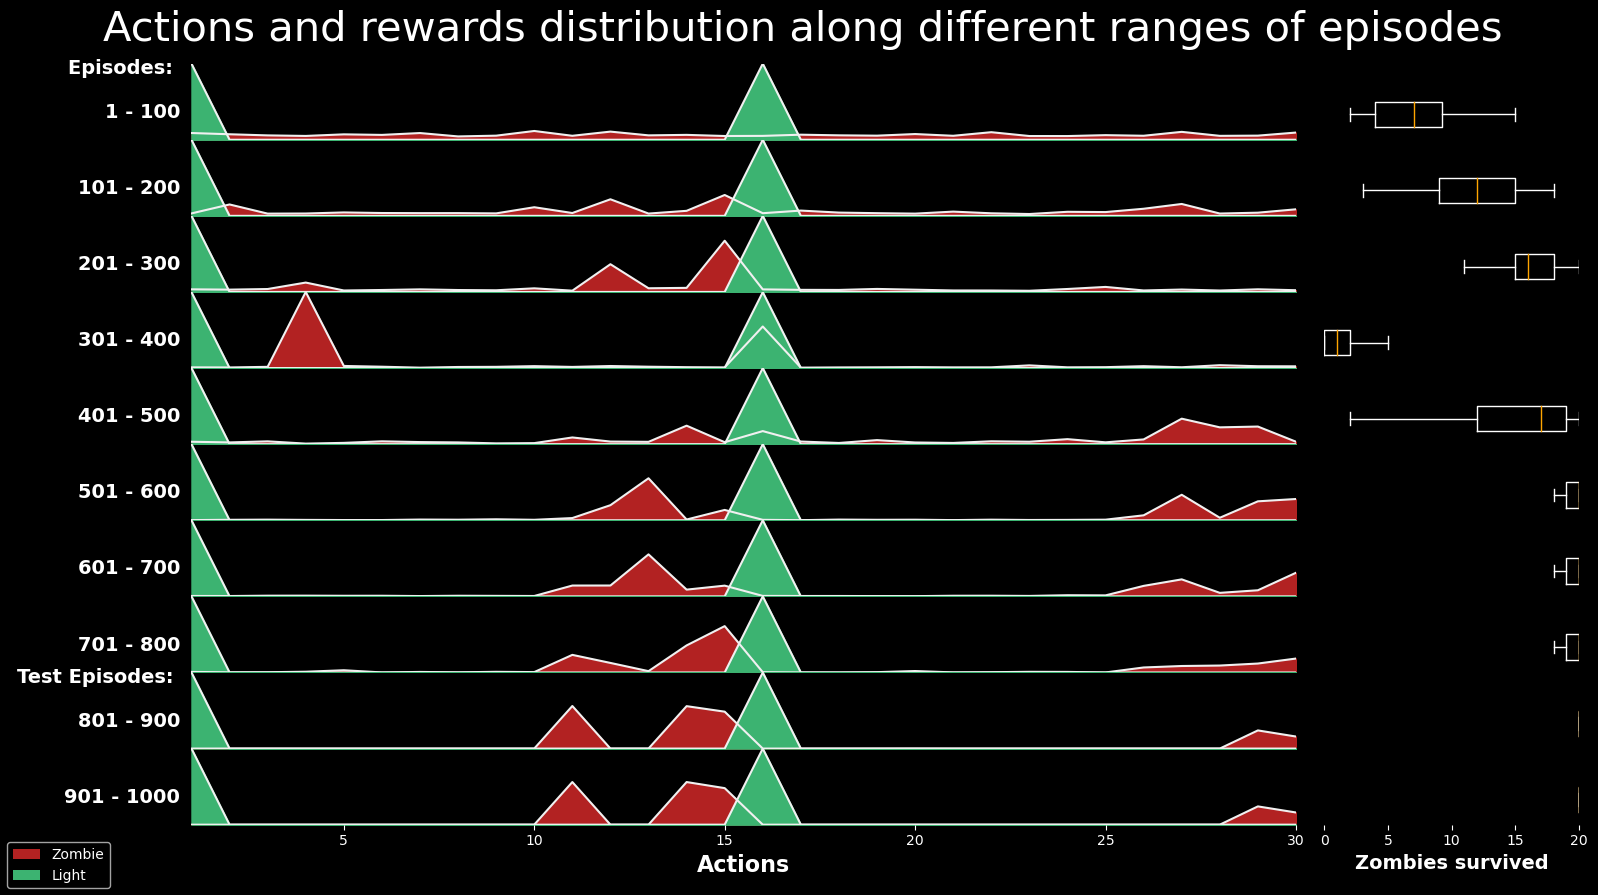 Actions and rewards distribution along different ranges of episodes
Episodes:
1 - 100
101 - 200
201 - 300
301 - 400
401 - 500
501 - 600
601 - 700
701 - 800
Test Episodes:
801 - 900
901 - 1000
5 10 15 20 25 30
0 5 10 15 20
Actions
Zombies survived
Zombie
Light